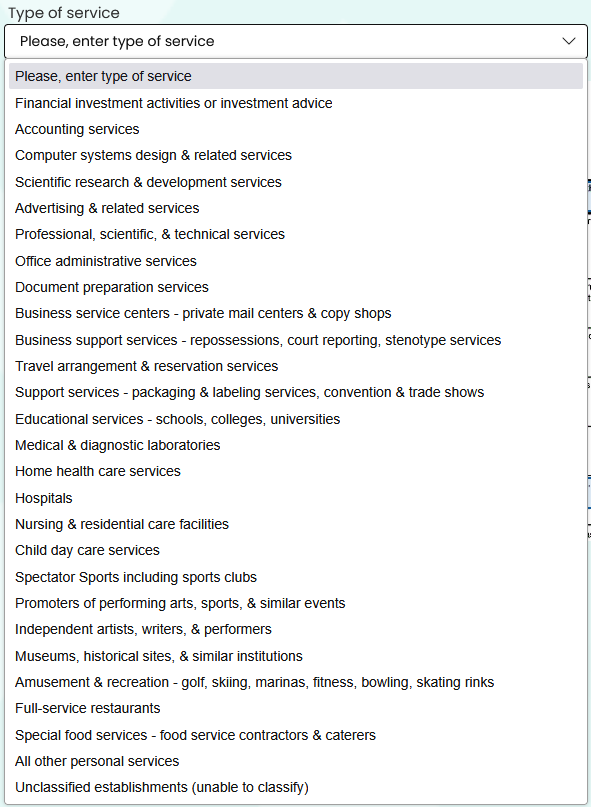 Type of service
Please, enter type of service
Please, enter type of service
Financial investment activities or investment advice
Accounting services
Computer systems design & related services
Scientific research & development services
Advertising & related services
Professional, scientific, & technical services
Office administrative services
Document preparation services
Business service centers - private mail centers & copy shops
Business support services - repossessions, court reporting, stenotype services
Travel arrangement & reservation services
Support services - packaging & labeling services, convention & trade shows
Educational services - schools, colleges, universities
Medical & diagnostic laboratories
Home health care services
Hospitals
Nursing & residential care facilities
Child day care services
Spectator Sports including sports clubs
Promoters of performing arts, sports, & similar events
Independent artists, writers, & performers
Museums, historical sites, & similar institutions
Amusement & recreation - golf, skiing, marinas, fitness, bowling, skating rinks
Full-service restaurants
Special food services - food service contractors & caterers
All other personal services
Unclassified establishments (unable to classify)